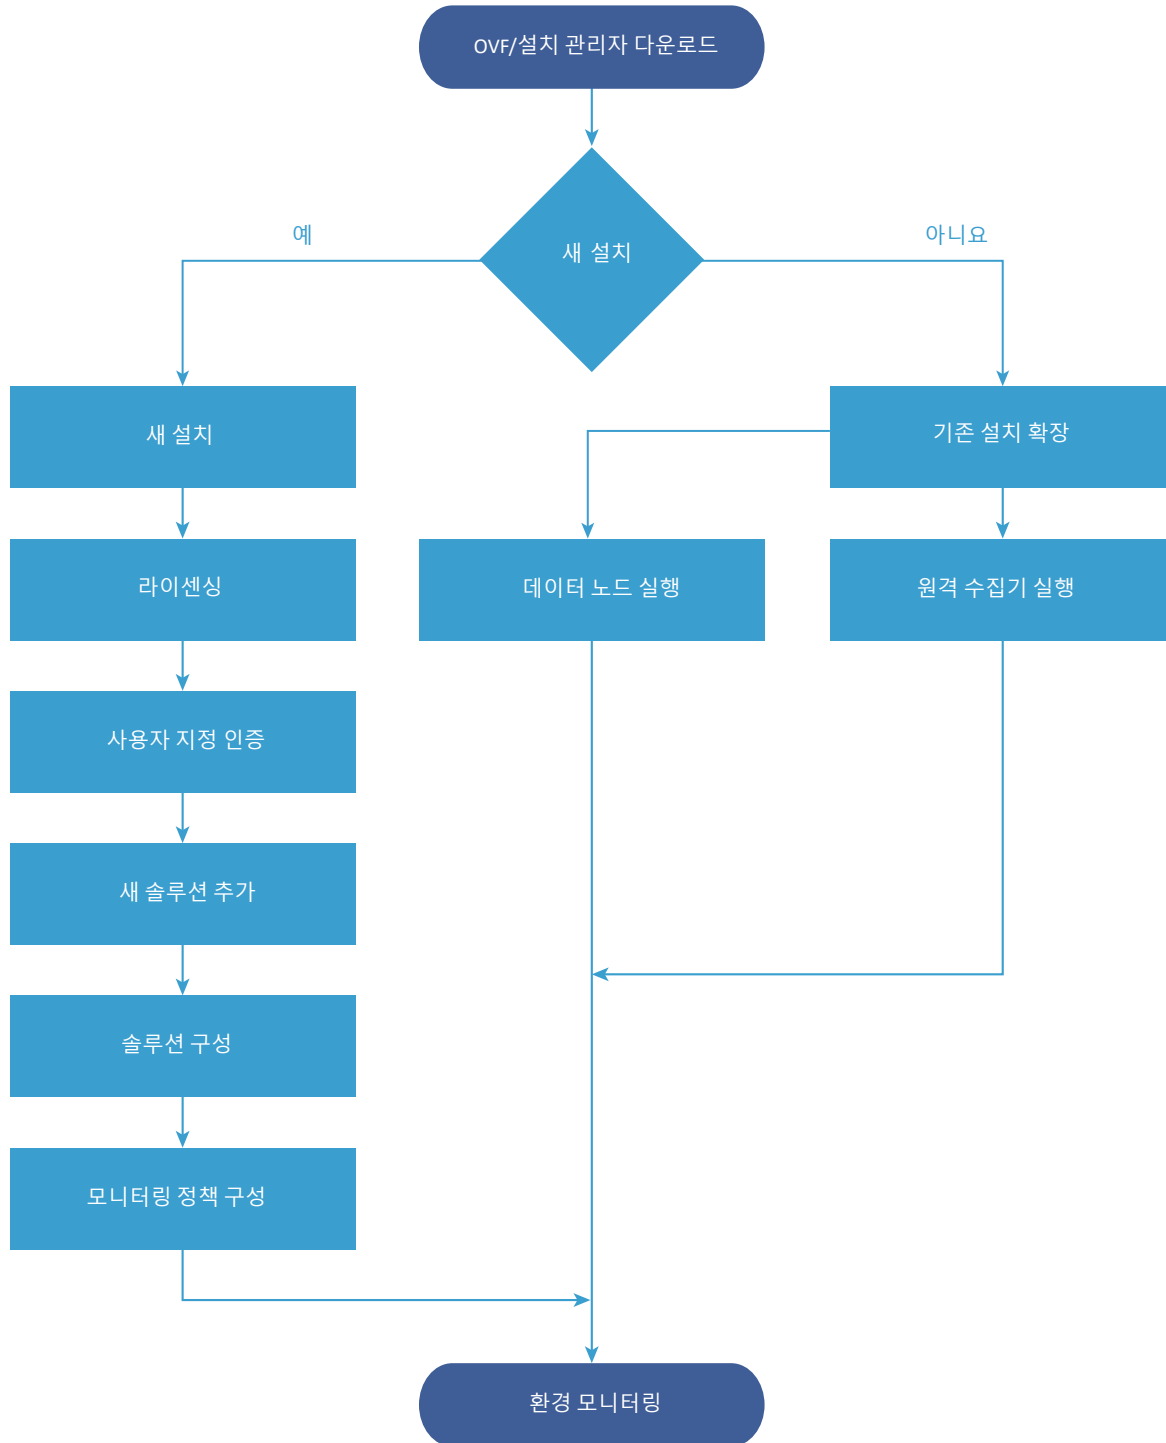 OVF/설치 관리자 다운로드
새 설치
예
아니요
새 설치
기존 설치 확장
라이센싱
데이터 노드 실행
원격 수집기 실행
사용자 지정 인증
새 솔루션 추가
솔루션 구성
모니터링 정책 구성
환경 모니터링